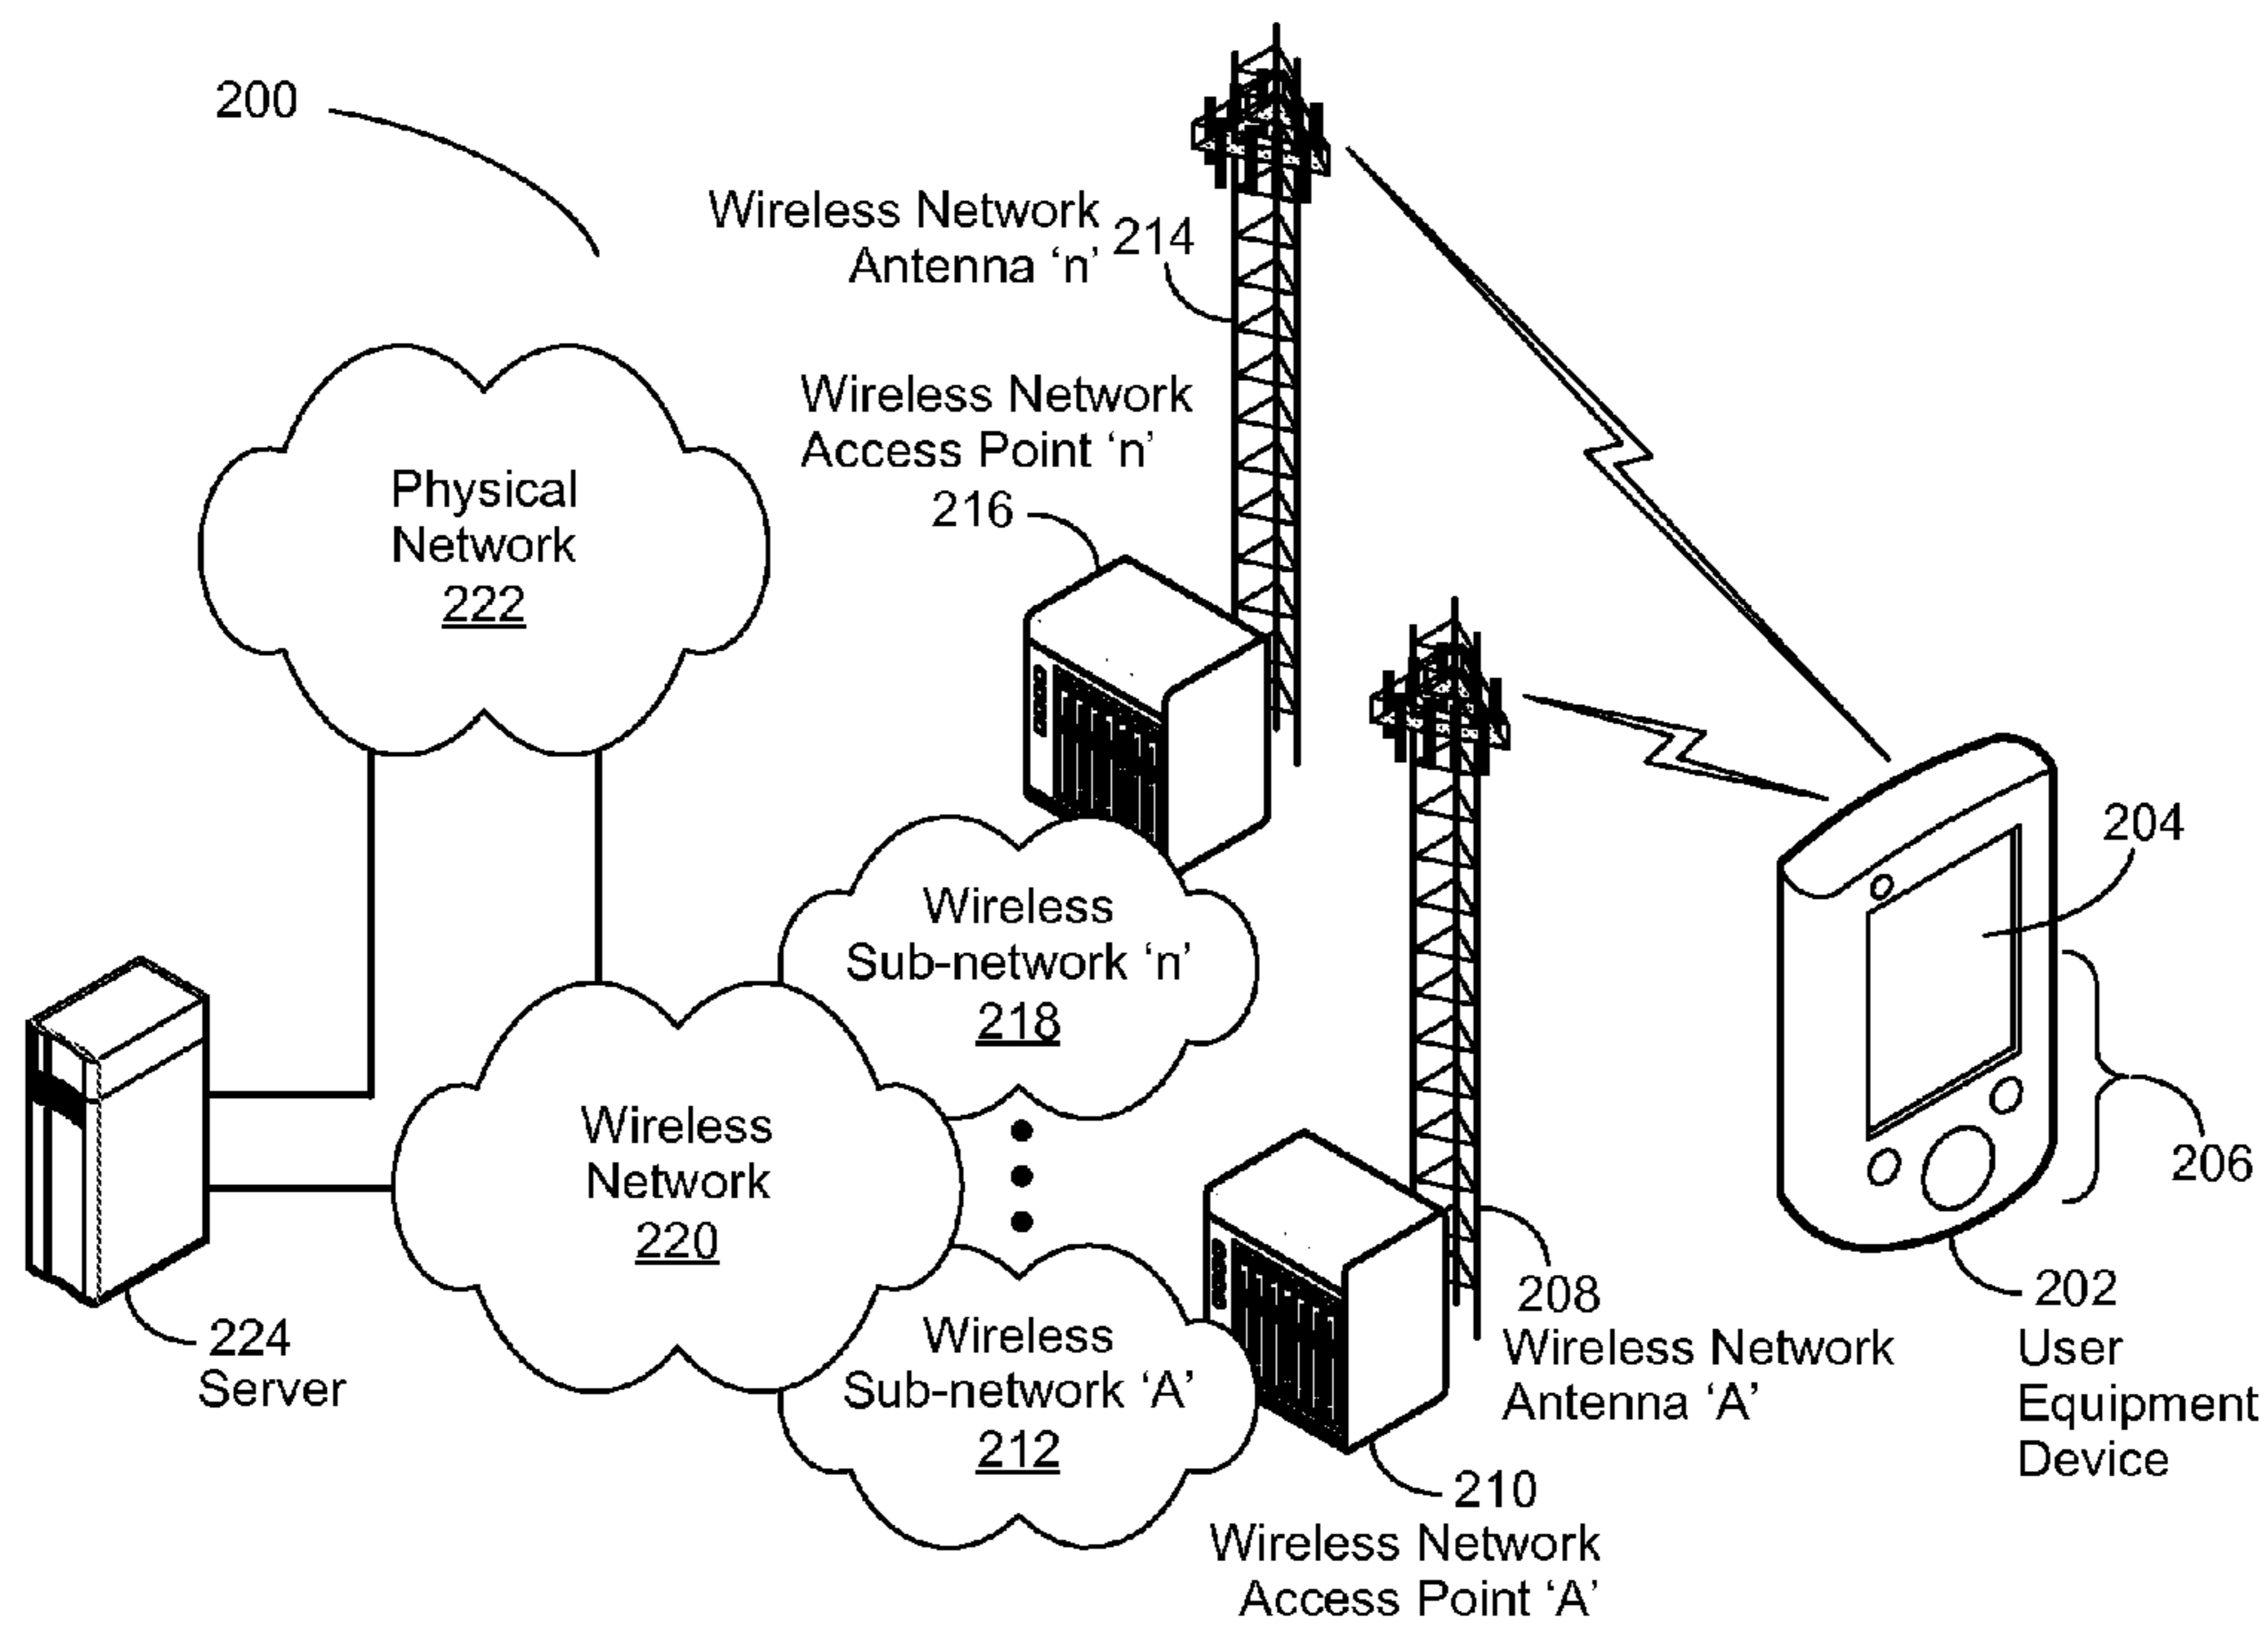 200
Wireless Network
Antenna ‘n’
214
Wireless Network
Access Point ‘n’
216
Physical
Network
222
204
Wireless
Sub-network ‘n’
218
Wireless
Network
220
206
224
Server
Wireless
Sub-network ‘A’
212
208
Wireless Network
Antenna ‘A’
202
User
Equipment
Device
210
Wireless Network
Access Point ‘A’